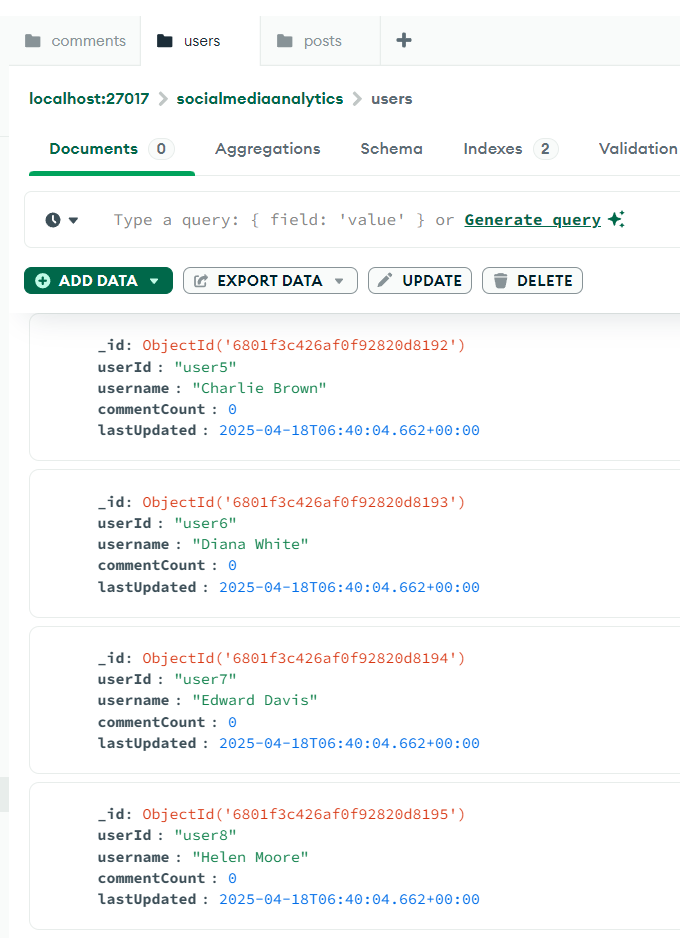 comments users posts +
localhost:27017 > socialmediaanalytics > users
Documents 0 Aggregations Schema Indexes 2 Validation
Type a query: { field: 'value' } or Generate query
ADD DATA EXPORT DATA UPDATE DELETE
_id: ObjectId('6801f3c426af0f92820d8192')
userId : "user5"
username : "Charlie Brown"
commentCount : 0
lastUpdated : 2025-04-18T06:40:04.662+00:00
_id: ObjectId('6801f3c426af0f92820d8193')
userId : "user6"
username : "Diana White"
commentCount : 0
lastUpdated : 2025-04-18T06:40:04.662+00:00
_id: ObjectId('6801f3c426af0f92820d8194')
userId : "user7"
username : "Edward Davis"
commentCount : 0
lastUpdated : 2025-04-18T06:40:04.662+00:00
_id: ObjectId('6801f3c426af0f92820d8195')
userId : "user8"
username : "Helen Moore"
commentCount : 0
lastUpdated : 2025-04-18T06:40:04.662+00:00